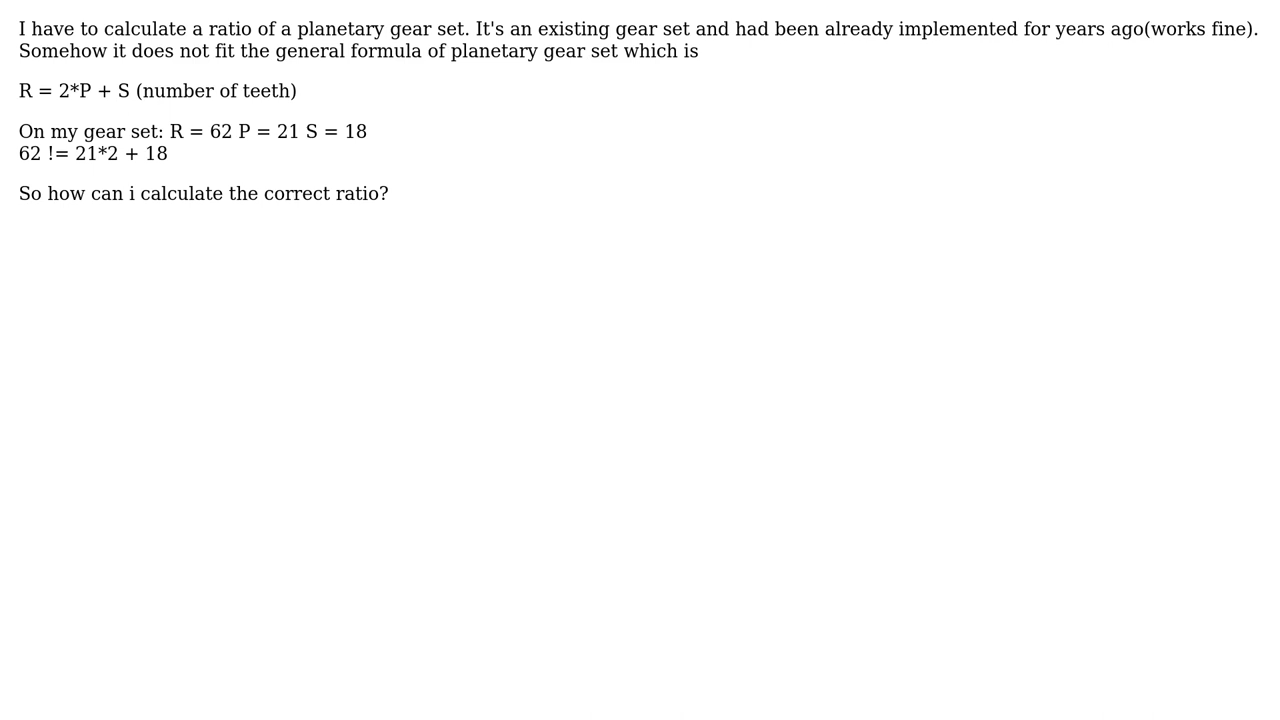 I have to calculate a ratio of a planetary gear set. It's an existing gear set and had been already implemented for years ago(works fine).
Somehow it does not fit the general formula of planetary gear set which is
R = 2*P + S (number of teeth)
On my gear set: R = 62 P = 21 S = 18
62 != 21*2 + 18
So how can i calculate the correct ratio?